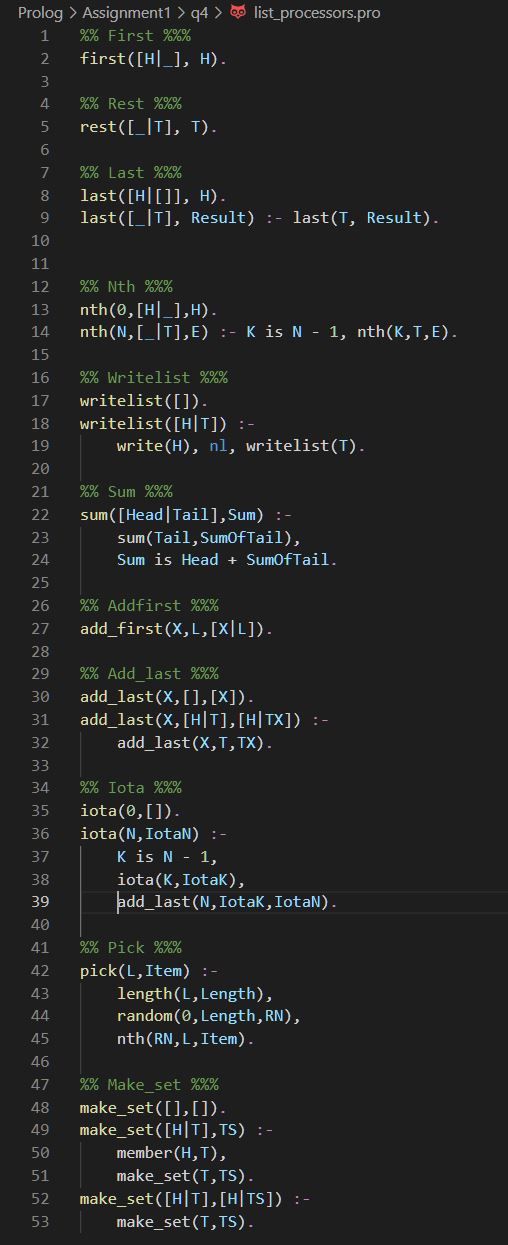 Prolog > Assignment1 > q4 > list_processors.pro
1 %% First %%%
2 first([H|_], H).
3
4 %% Rest %%%
5 rest([_|T], T).
6
7 %% Last %%%
8 last([H|[]], H).
9 last([_|T], Result) :- last(T, Result).
10
11
12 %% Nth %%%
13 nth(0,[H|_],H).
14 nth(N,[_|T],E) :- K is N - 1, nth(K,T,E).
15
16 %% Writelist %%%
17 writelist([]).
18 writelist([H|T]) :-
19     write(H), nl, writelist(T).
20
21 %% Sum %%%
22 sum([Head|Tail],Sum) :-
23     sum(Tail,SumOfTail),
24     Sum is Head + SumOfTail.
25
26 %% Addfirst %%%
27 add_first(X,L,[X|L]).
28
29 %% Add_last %%%
30 add_last(X,[],[X]).
31 add_last(X,[H|T],[H|TX]) :-
32     add_last(X,T,TX).
33
34 %% Iota %%%
35 iota(0,[]).
36 iota(N,IotaN) :-
37     K is N - 1,
38     iota(K,IotaK),
39     add_last(N,IotaK,IotaN).
40
41 %% Pick %%%
42 pick(L,Item) :-
43     length(L,Length),
44     random(0,Length,RN),
45     nth(RN,L,Item).
46
47 %% Make_set %%%
48 make_set([],[]).
49 make_set([H|T],TS) :-
50     member(H,T),
51     make_set(T,TS).
52 make_set([H|T],[H|TS]) :-
53     make_set(T,TS).